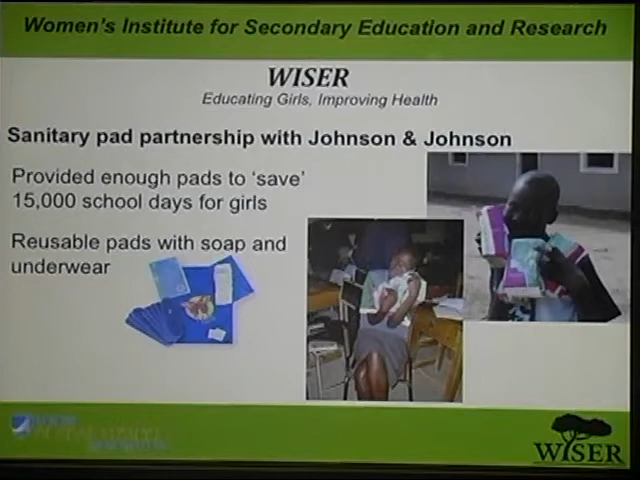 Women's Institute for Secondary Education and Research
WISER
Educating Girls, Improving Health
Sanitary pad partnership with Johnson & Johnson
Provided enough pads to 'save'
15,000 school days for girls
Reusable pads with soap and
underwear
WISER